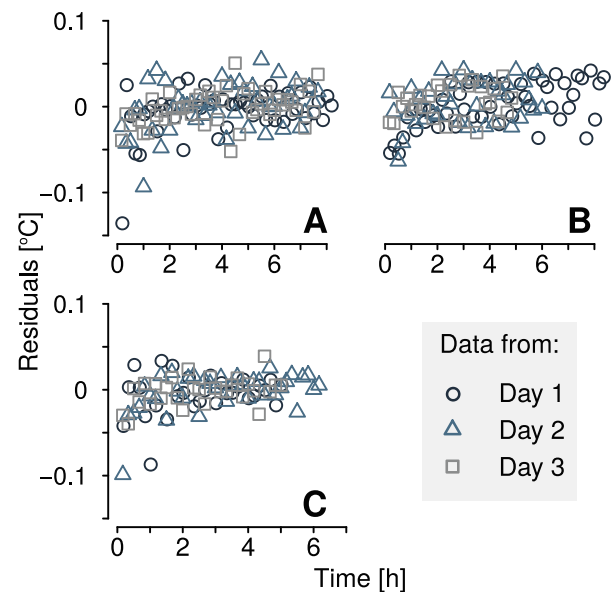 0.1
0
−0.1
A
0 2 4 6 8
B
0 2 4 6
Residuals [°C]
0.1
0
−0.1
C
0 2 4 6
Time [h]
Data from:
Day 1
Day 2
Day 3